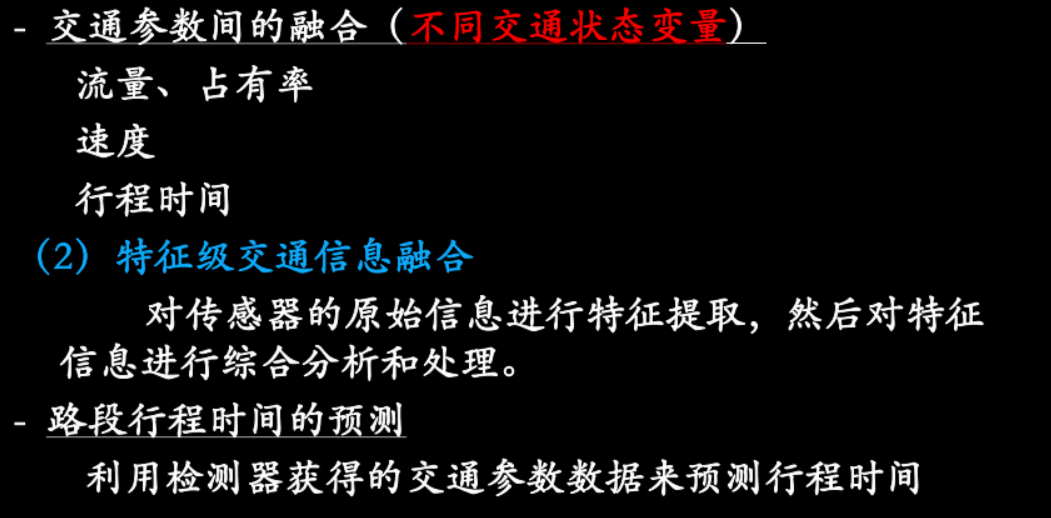 - 交通参数间的融合（不同交通状态变量）
流量、占有率
速度
行程时间
（2）特征级交通信息融合
对传感器的原始信息进行特征提取，然后对特征
信息进行综合分析和处理。
- 路段行程时间的预测
利用检测器获得的交通参数数据来预测行程时间